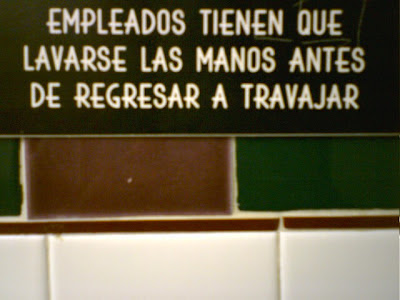 EMPLEADOS TIENEN QUE
LAVARSE LAS MANOS ANTES
DE REGRESAR A TRAVAJAR